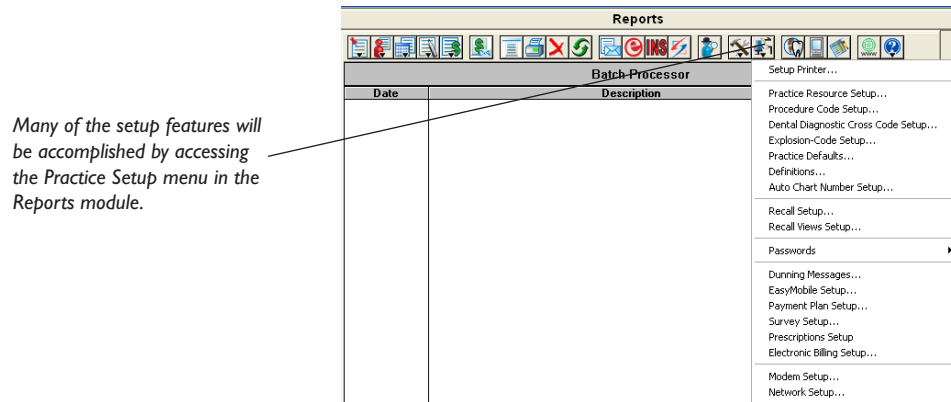 Reports
INS
www
Batch Processor
Date
Description
Many of the setup features will
be accomplished by accessing
the Practice Setup menu in the
Reports module.
Setup Printer...
Practice Resource Setup...
Procedure Code Setup...
Dental Diagnostic Cross Code Setup...
Explosion-Code Setup...
Practice Defaults...
Definitions...
Auto Chart Number Setup...
Recall Setup...
Recall Views Setup...
Passwords
Dunning Messages...
EasyMobile Setup...
Payment Plan Setup...
Survey Setup...
Prescriptions Setup
Electronic Billing Setup...
Modem Setup...
Network Setup...